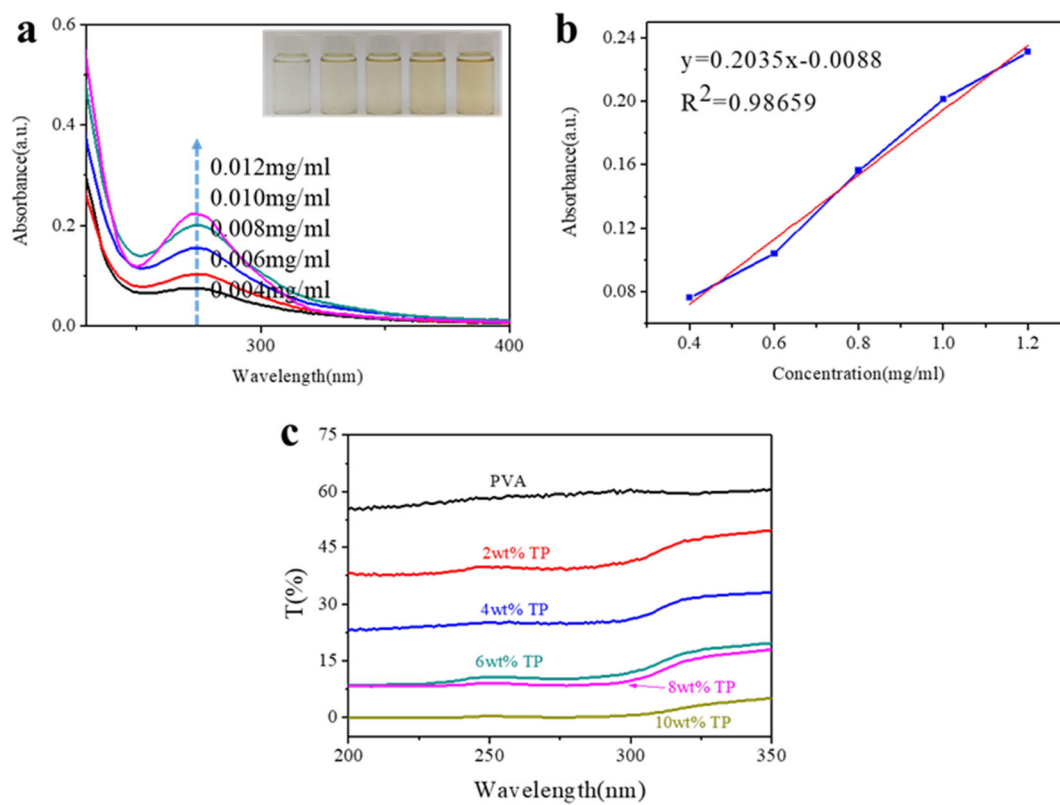 a
0.6
0.4
0.2
0.0
Absorbance(a.u.)
0.012mg/ml
0.010mg/ml
0.008mg/ml
0.006mg/ml
0.004mg/ml
300
400
Wavelength(nm)
b
y=0.2035x-0.0088
R²=0.98659
0.24
0.20
0.16
0.12
0.08
Absorbance(a.u.)
0.4
0.6
0.8
1.0
1.2
Concentration(mg/ml)
c
75
60
45
30
15
0
T(%)
PVA
2wt% TP
4wt% TP
6wt% TP
8wt% TP
10wt% TP
200
250
300
350
Wavelength(nm)